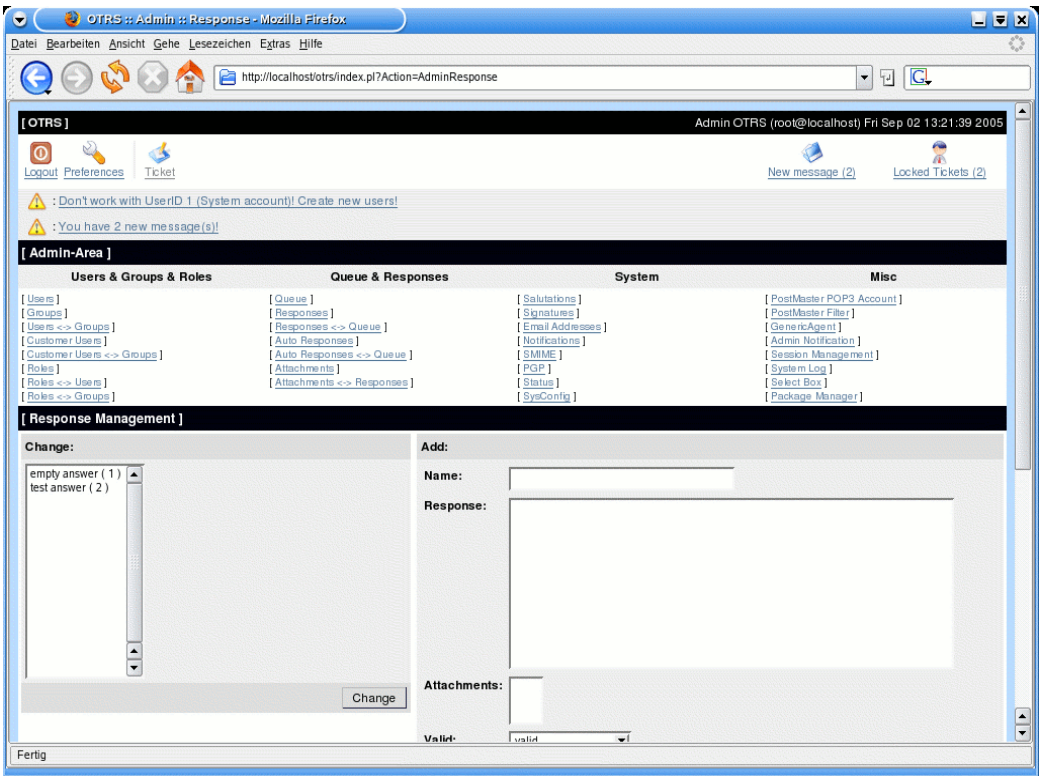 OTRS :: Admin :: Response - Mozilla Firefox
Datei Bearbeiten Ansicht Gehe Lesezeichen Extras Hilfe
http://localhost/otrs/index.pl?Action=AdminResponse
[ OTRS ] Admin OTRS (root@localhost) Fri Sep 02 13:21:39 2005
Logout Preferences Ticket New message (2) Locked Tickets (2)
: Don't work with UserID 1 (System account)! Create new users!
: You have 2 new message(s)!
[ Admin-Area ]
Users & Groups & Roles Queue & Responses System Misc
[ Users ] [ Queue ] [ Salutations ] [ PostMaster POP3 Account ]
[ Groups ] [ Responses ] [ Signatures ] [ PostMaster Filter ]
[ Users <-> Groups ] [ Responses <-> Queue ] [ Email Addresses ] [ GenericAgent ]
[ Customer Users ] [ Auto Responses ] [ Notifications ] [ Admin Notification ]
[ Customer Users <-> Groups ] [ Auto Responses <-> Queue ] [ SMIME ] [ Session Management ]
[ Roles ] [ Attachments ] [ PGP ] [ System Log ]
[ Roles <-> Users ] [ Attachments <-> Responses ] [ Status ] [ Select Box ]
[ Roles <-> Groups ] [ SysConfig ] [ Package Manager ]
[ Response Management ]
Change: Add:
empty answer ( 1 )
test answer ( 2 )
Name:
Response:
Change
Attachments:
Valid: valid
Fertig